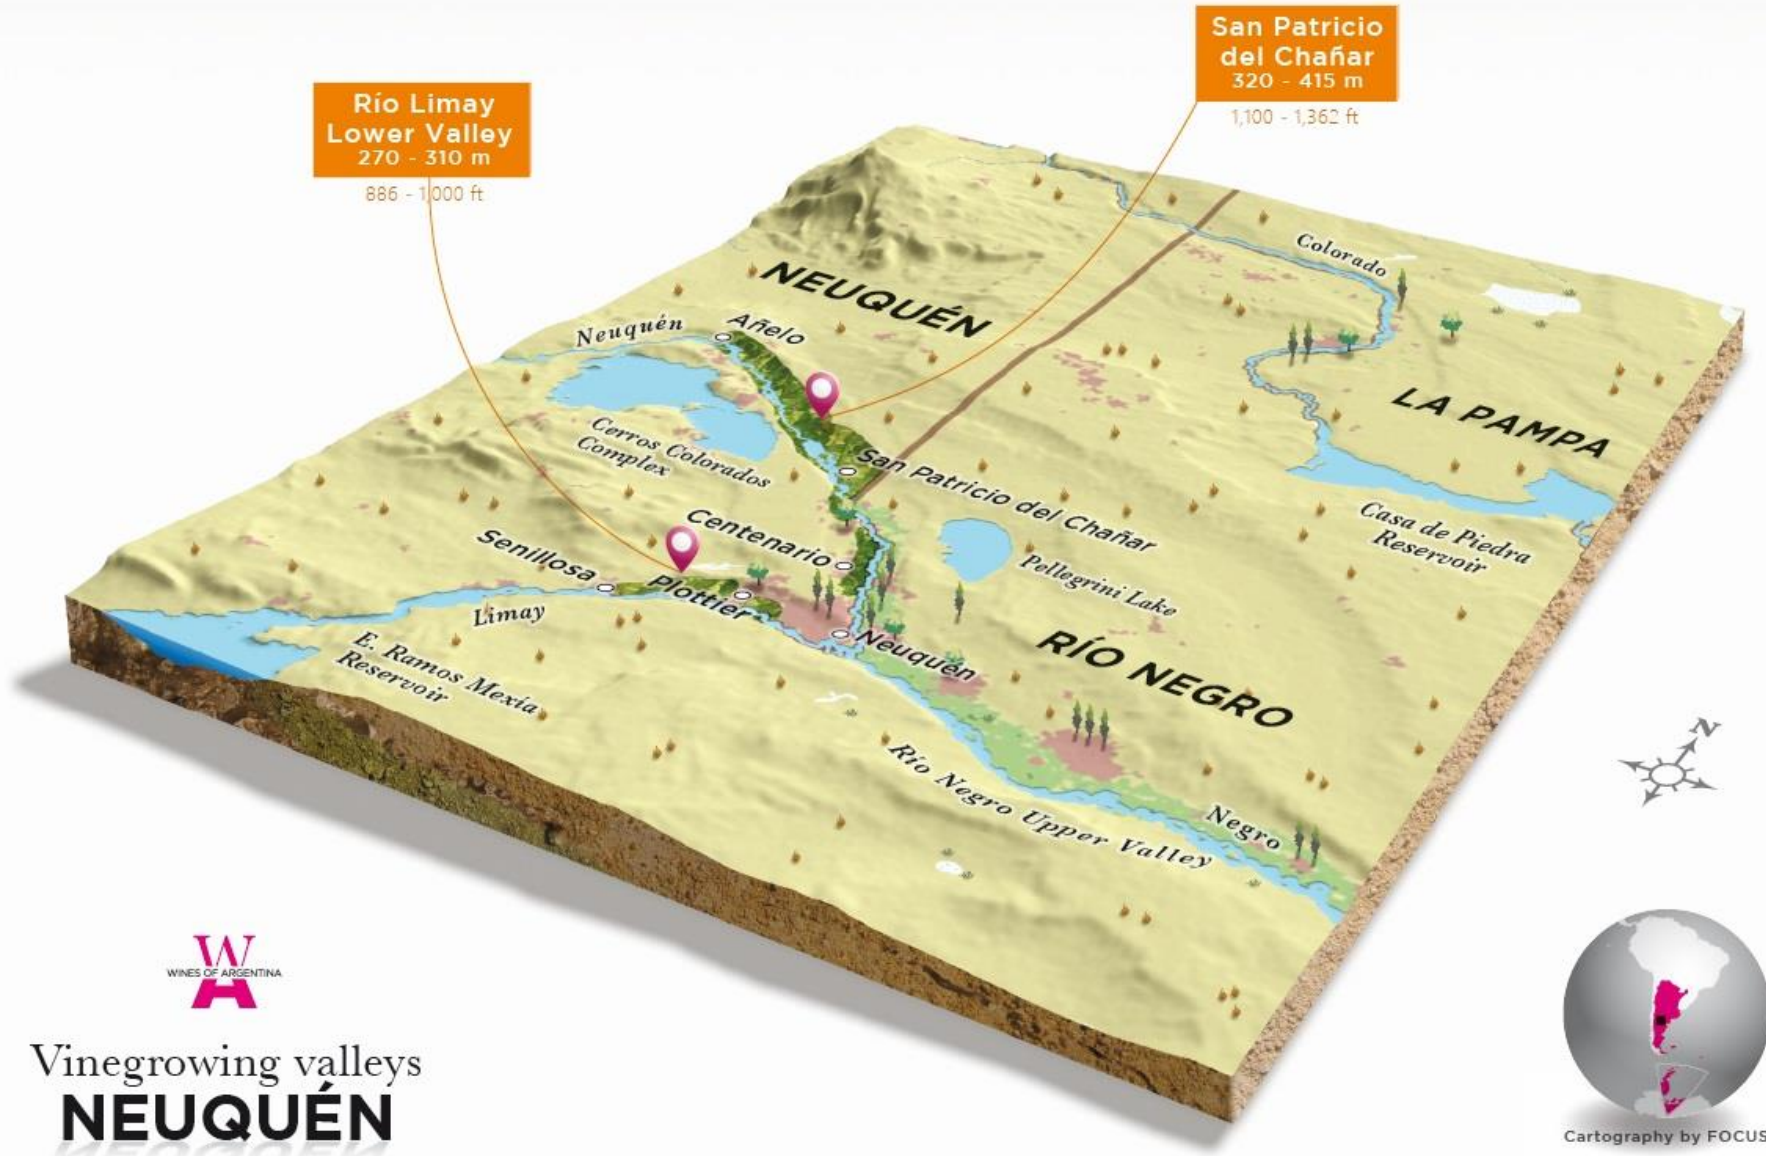 San Patricio
del Chañar
320 - 415 m
1,100 - 1,362 ft
Río Limay
Lower Valley
270 - 310 m
886 - 1,000 ft
Colorado
NEUQUÉN
Neuquén
Añelo
LA PAMPA
Cerros Colorados
Complex
San Patricio del Chañar
Casa de Piedra
Reservoir
Centenario
Senillosa
Plottier
Pellegrini Lake
Limay
E. Ramos Mexía
Reservoir
Neuquén
RÍO NEGRO
N
Río Negro Upper Valley
Negro
WA
WINES OF ARGENTINA
Vinegrowing valleys
NEUQUÉN
Cartography by FOCUS